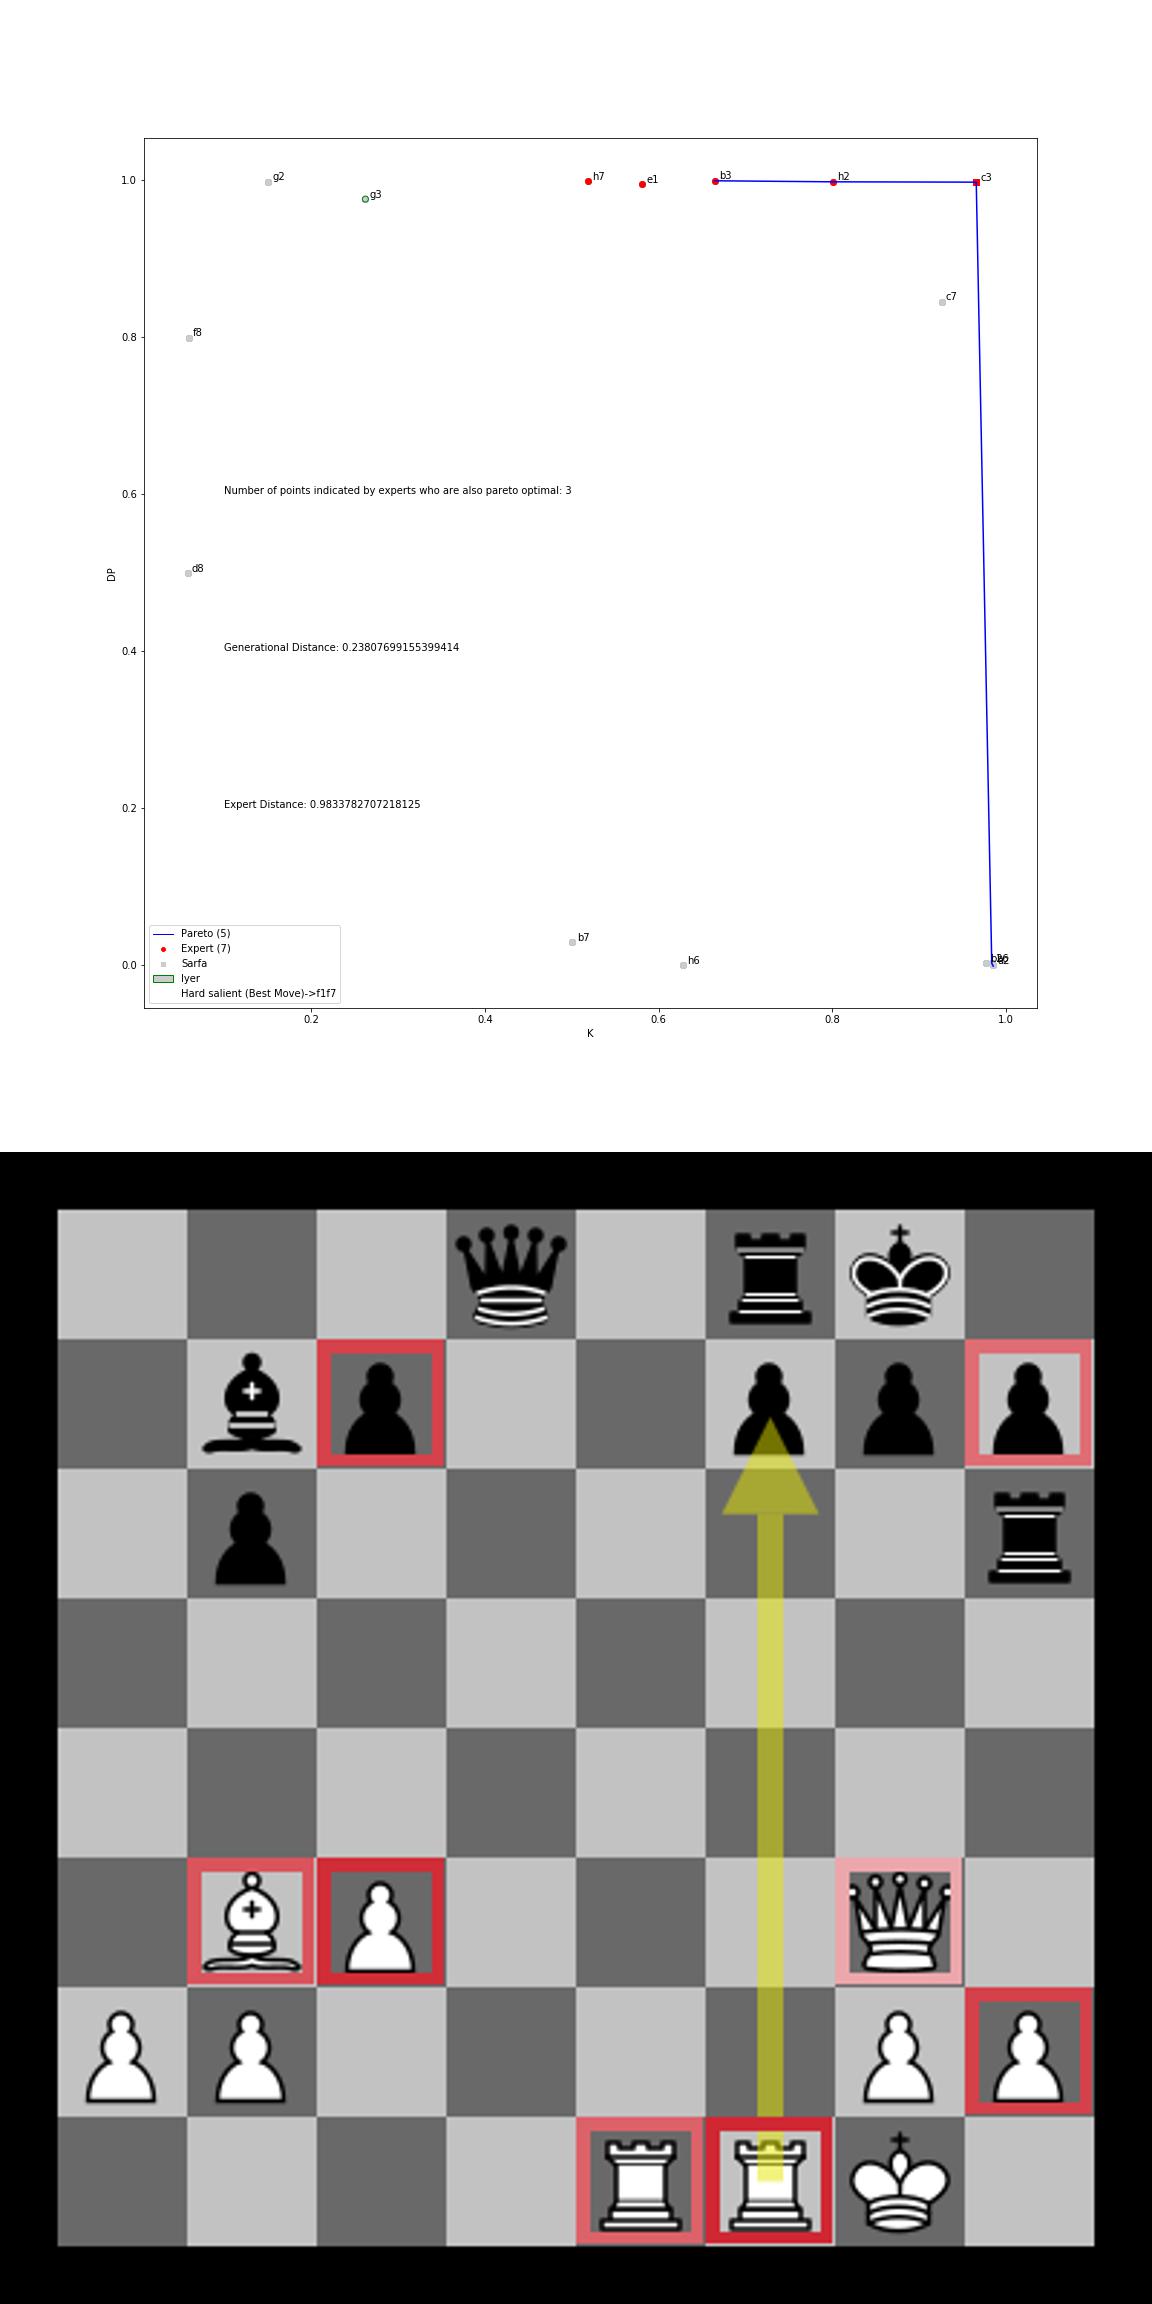 1.0
0.8
0.6
0.4
0.2
0.0
DP
g2
g3
h7
e1
b3
h2
c3
c7
f8
Number of points indicated by experts who are also pareto optimal: 3
d8
Generational Distance: 0.23807699155399414
Expert Distance: 0.9833782707218125
b7
h6
Pareto (5)
Expert (7)
Sarfa
Iyer
Hard salient (Best Move)->f1f7
0.2
0.4
0.6
0.8
1.0
K